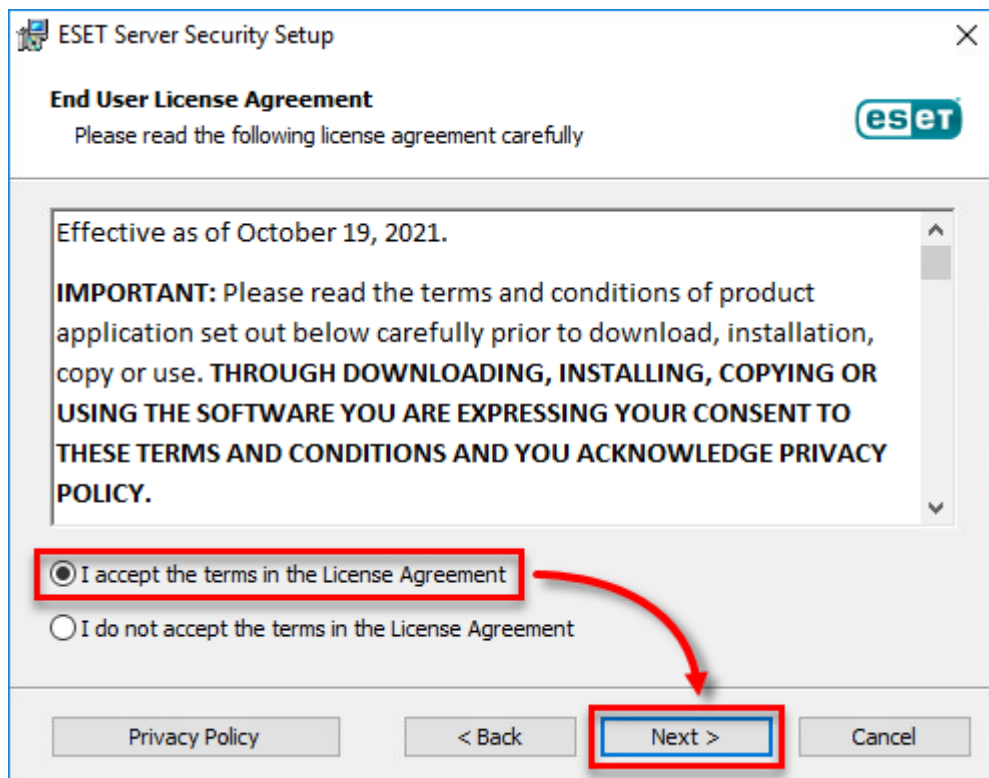 ESET Server Security Setup
End User License Agreement
Please read the following license agreement carefully
eset
Effective as of October 19, 2021.
IMPORTANT: Please read the terms and conditions of product
application set out below carefully prior to download, installation,
copy or use. THROUGH DOWNLOADING, INSTALLING, COPYING OR
USING THE SOFTWARE YOU ARE EXPRESSING YOUR CONSENT TO
THESE TERMS AND CONDITIONS AND YOU ACKNOWLEDGE PRIVACY
POLICY.
I accept the terms in the License Agreement
I do not accept the terms in the License Agreement
Privacy Policy
< Back
Next >
Cancel